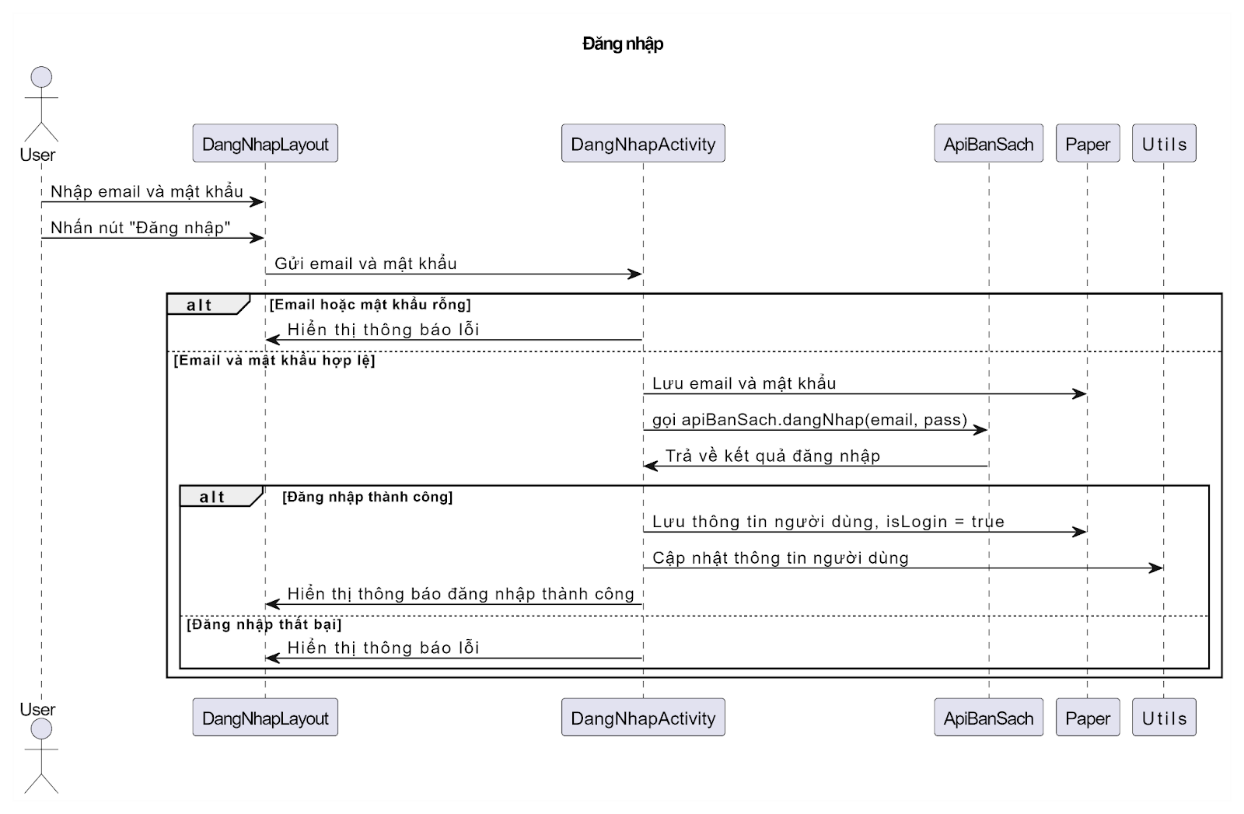 Đăng nhập
User
DangNhapLayout
DangNhapActivity
ApiBanSach
Paper
Utils
Nhập email và mật khẩu
Nhấn nút "Đăng nhập"
Gửi email và mật khẩu
alt
[Email hoặc mật khẩu rỗng]
Hiển thị thông báo lỗi
[Email và mật khẩu hợp lệ]
Lưu email và mật khẩu
gọi apiBanSach.dangNhap(email, pass)
Trả về kết quả đăng nhập
alt
[Đăng nhập thành công]
Lưu thông tin người dùng, isLogin = true
Cập nhật thông tin người dùng
Hiển thị thông báo đăng nhập thành công
[Đăng nhập thất bại]
Hiển thị thông báo lỗi
User
DangNhapLayout
DangNhapActivity
ApiBanSach
Paper
Utils